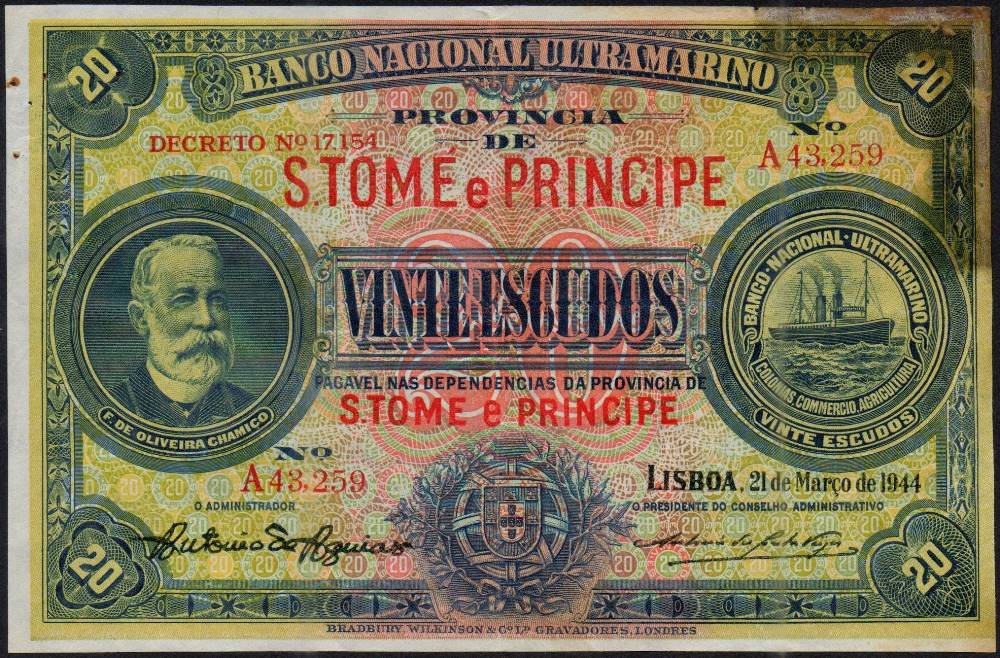 20
20
BANCO NACIONAL ULTRAMARINO
PROVINCIA
DE
DECRETO Nº 17.154
Nº
A 43,259
S. TOMÉ e PRINCIPE
20
VINTE ESCUDOS
BANCO·NACIONAL·ULTRAMARINO
COLONIAS, COMMERCIO, AGRICULTURA
VINTE ESCUDOS
F. DE OLIVEIRA CHAMIÇO
PAGAVEL NAS DEPENDENCIAS DA PROVINCIA DE
S. TOMÉ e PRINCIPE
Nº
A 43,259
LISBOA, 21 de Março de 1944
O ADMINISTRADOR
O PRESIDENTE DO CONSELHO ADMINISTRATIVO
20
20
BRADBURY, WILKINSON & Cº Lᴰ GRAVADORES, LONDRES